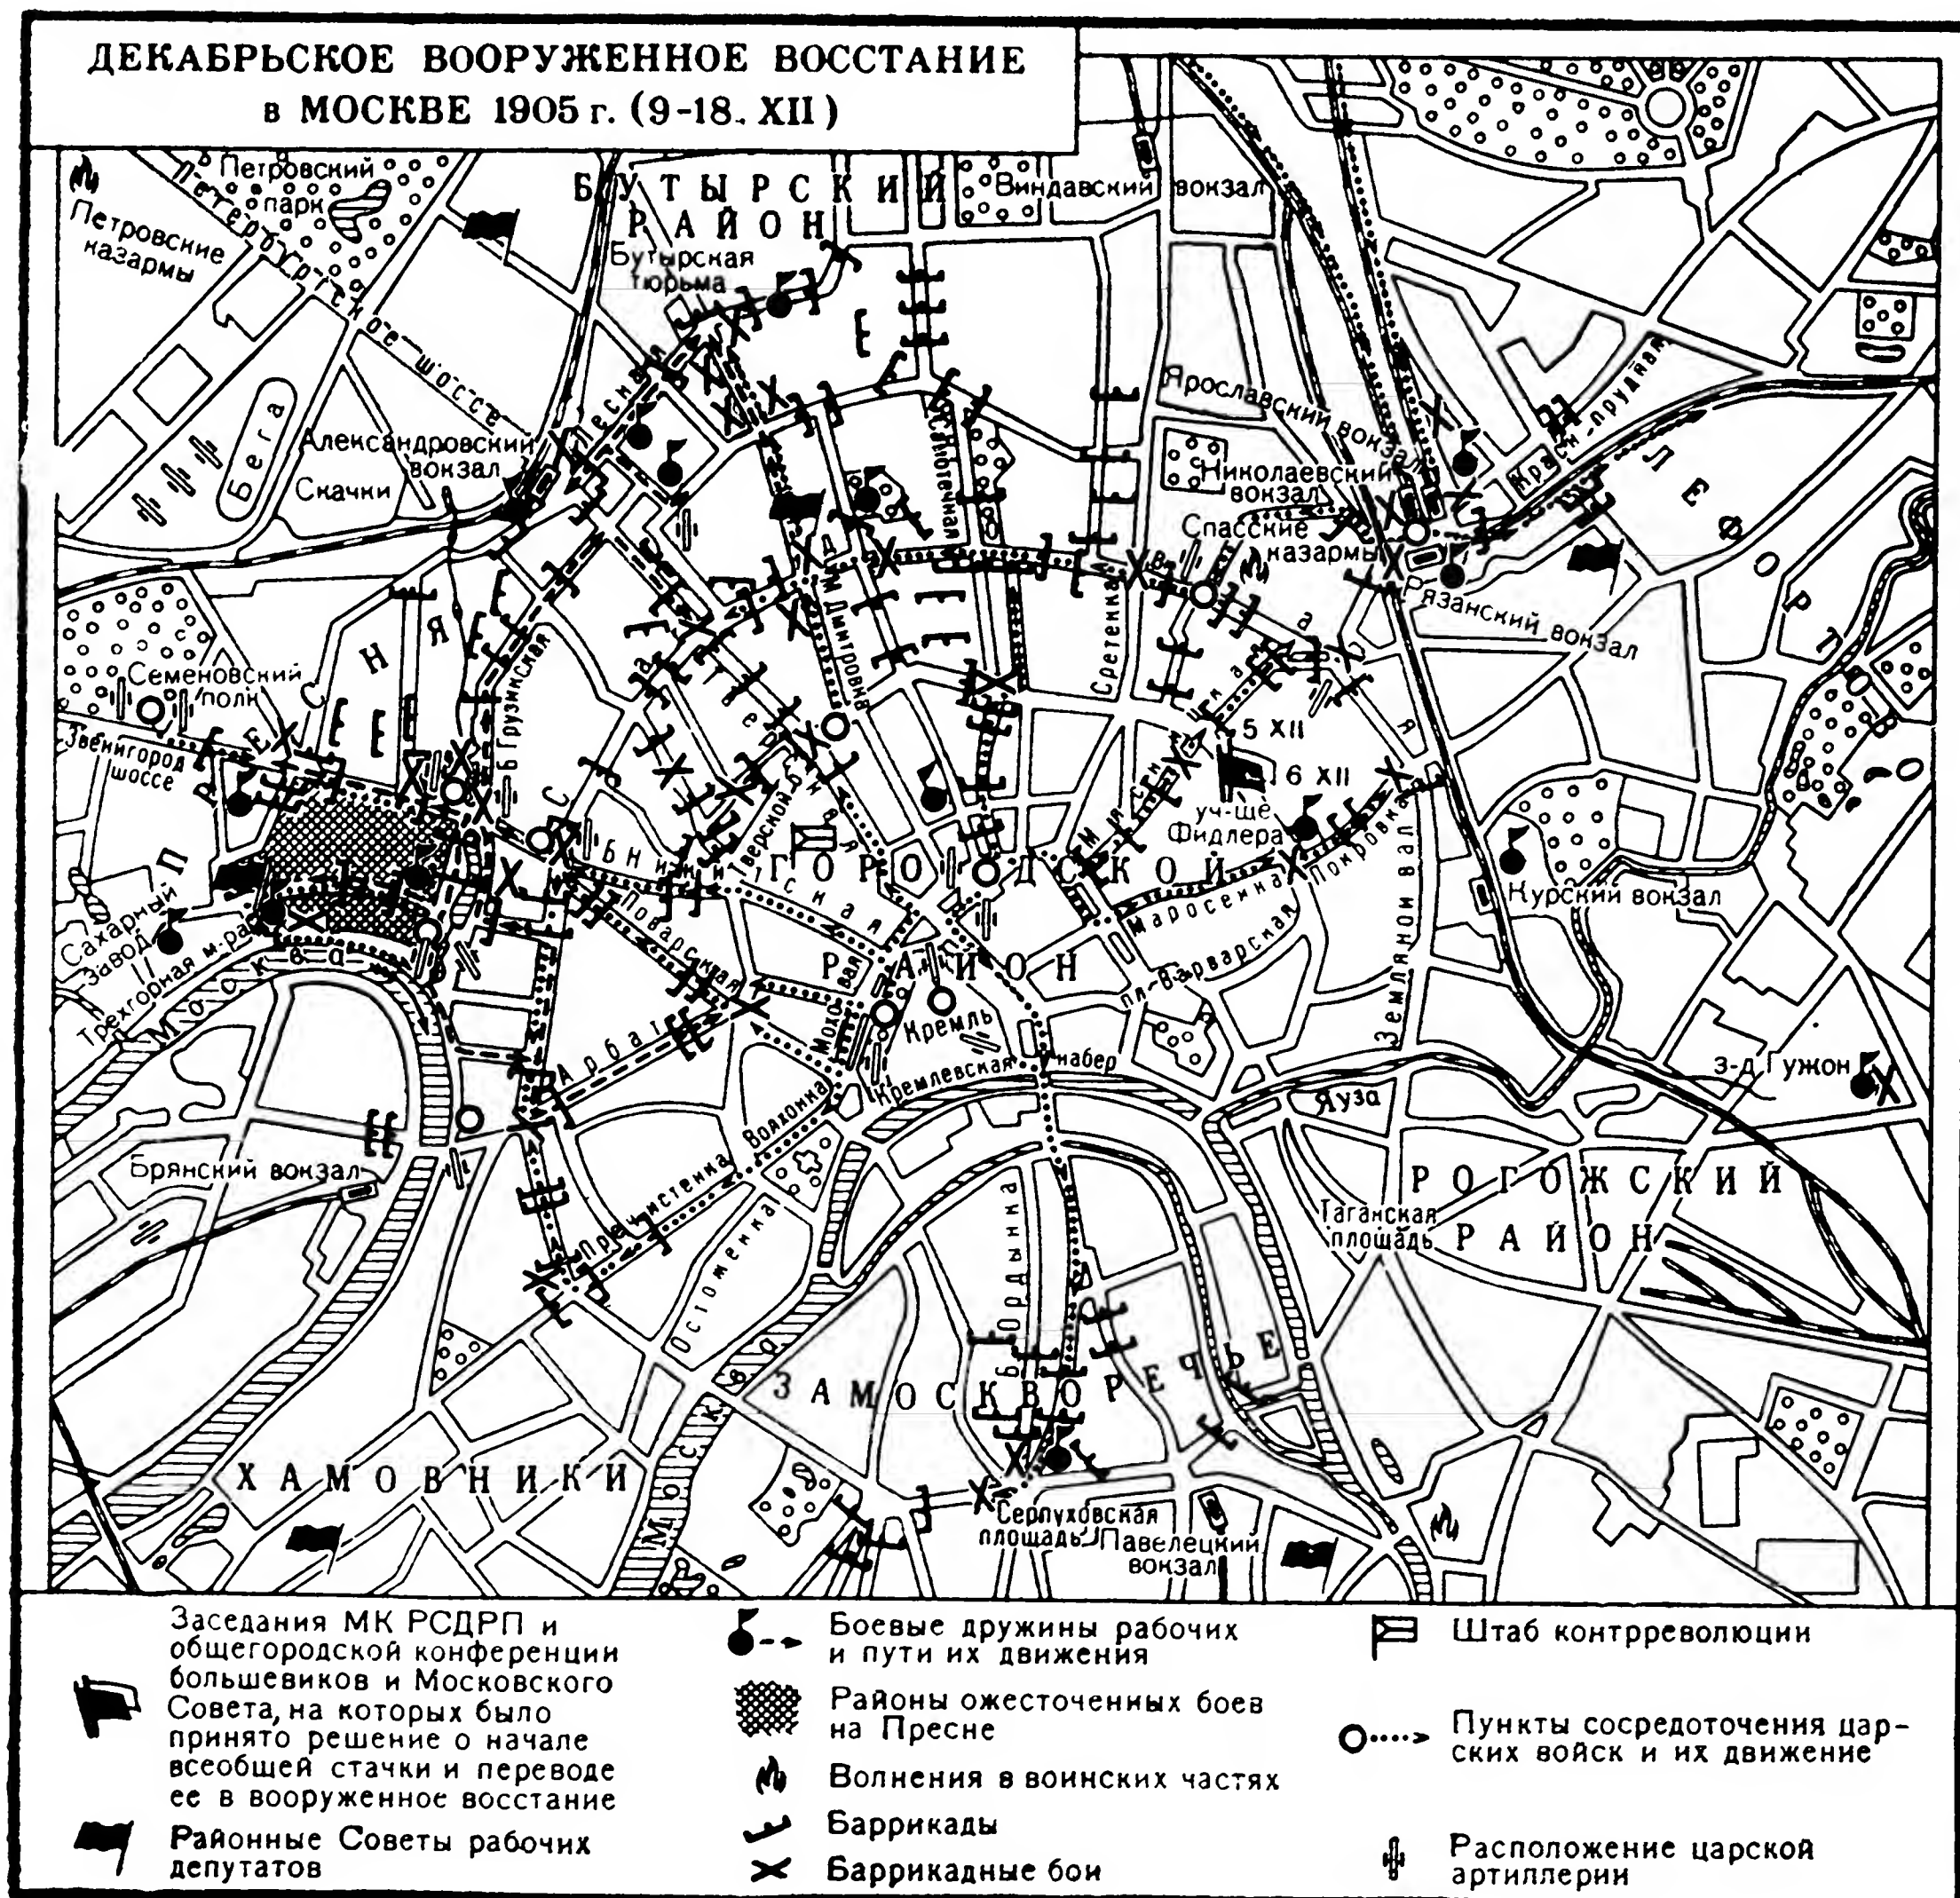 ДЕКАБРЬСКОЕ ВООРУЖЕННОЕ ВОССТАНИЕ
в МОСКВЕ 1905 г. (9-18. XII)
Петровский
парк
Петербургское шоссе
Петровские
казармы
БУТЫРСКИЙ
РАЙОН
Бутырская
тюрьма
Виндавский вокзал
Бега
Александровский
вокзал
Скачки
Лесная
Ярославский вокзал
Николаевский
вокзал
Спасские
казармы
Красн-прудная
ЛЕФОРТОВО
Рязанский вокзал
Самотечная
Садовая
М Дмитровка
Сретенка
Семеновский
полк
Звенигород
шоссе
ПРЕСНЯ
Б Грузинская
Тверская
Тверской б
Мясницкая
5 XII
6 XII
уч-ще
Фидлера
Покровка
Маросейка
пл-Варварская
Земляной вал
Курский вокзал
Б Никитская
Поварская
ГОРОДСКОЙ
РАЙОН
Сахарный
завод
Трехгорная м-ра
Москва
Арбат
Моховая
Кремль
Кремлевская набер
Волхонка
Пречистенка
Остоженка
Яуза
з-д Гужон
Брянский вокзал
РОГОЖСКИЙ
РАЙОН
Таганская
площадь
Б Ордынка
ЗАМОСКВОРЕЧЬЕ
ХАМОВНИКИ
Москва
Серпуховская
площадь
Павелецкий
вокзал
Заседания МК РСДРП и
общегородской конференции
большевиков и Московского
Совета, на которых было
принято решение о начале
всеобщей стачки и переводе
ее в вооруженное восстание
Районные Советы рабочих
депутатов
Боевые дружины рабочих
и пути их движения
Районы ожесточенных боев
на Пресне
Волнения в воинских частях
Баррикады
Баррикадные бои
Штаб контрреволюции
Пункты сосредоточения цар-
ских войск и их движение
Расположение царской
артиллерии